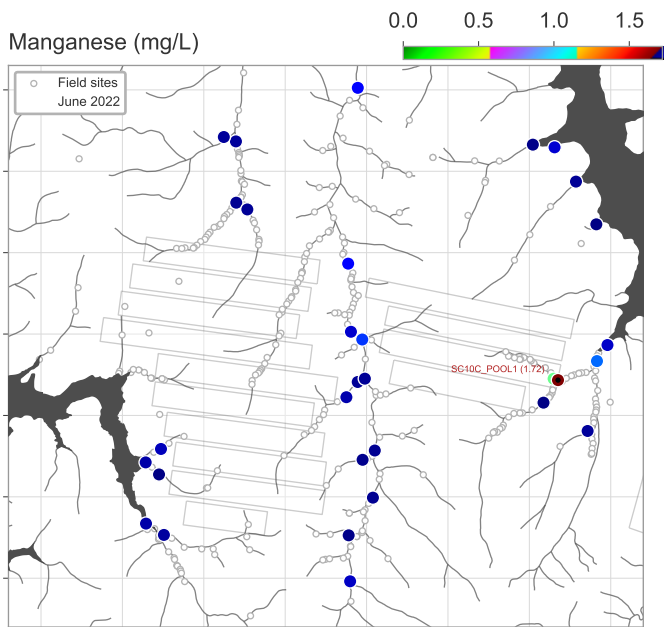 0.0 0.5 1.0 1.5
Manganese (mg/L)
Field sites
June 2022
SC10C_POOL1 (1.72)